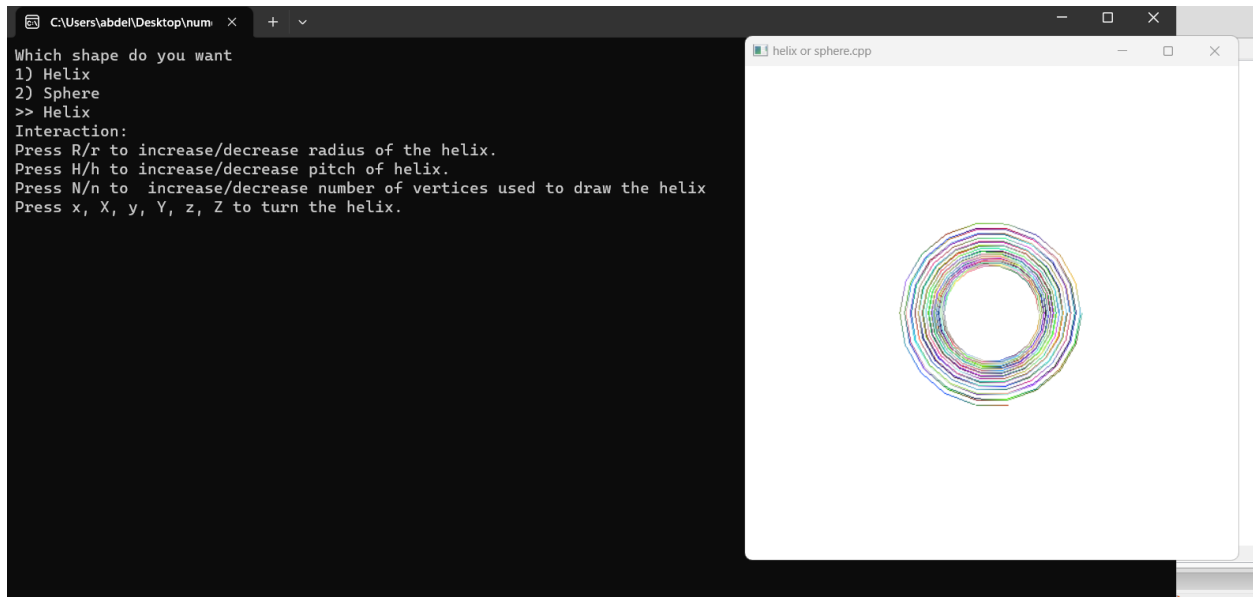 C:\Users\abdel\Desktop\num
Which shape do you want
1) Helix
2) Sphere
>> Helix
Interaction:
Press R/r to increase/decrease radius of the helix.
Press H/h to increase/decrease pitch of helix.
Press N/n to  increase/decrease number of vertices used to draw the helix
Press x, X, y, Y, z, Z to turn the helix.
helix or sphere.cpp